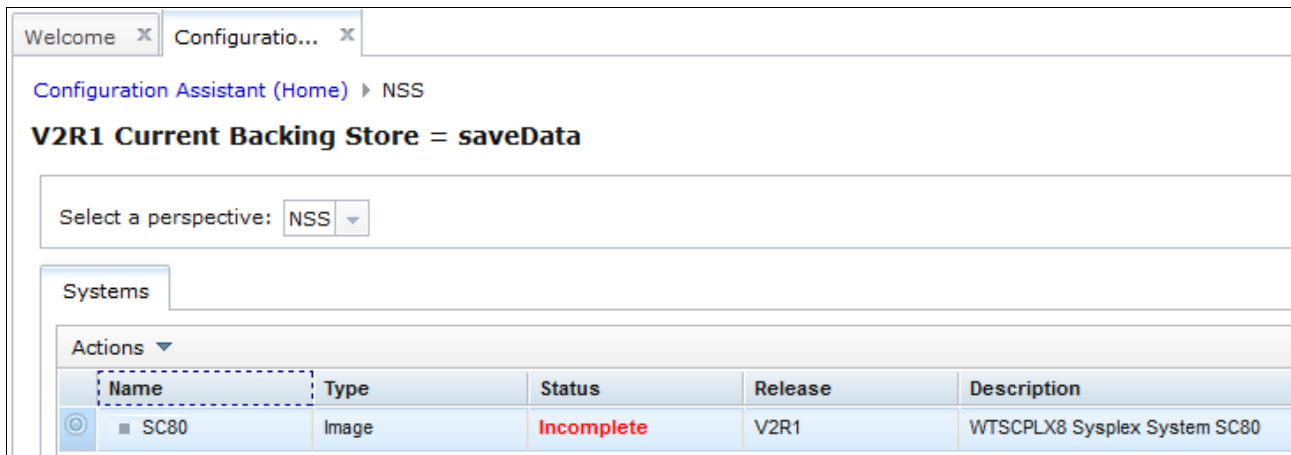 Welcome x Configuratio... x
Configuration Assistant (Home) ▸ NSS
V2R1 Current Backing Store = saveData
Select a perspective: NSS
Systems
Actions
Name Type Status Release Description
SC80 Image Incomplete V2R1 WTSCPLX8 Sysplex System SC80